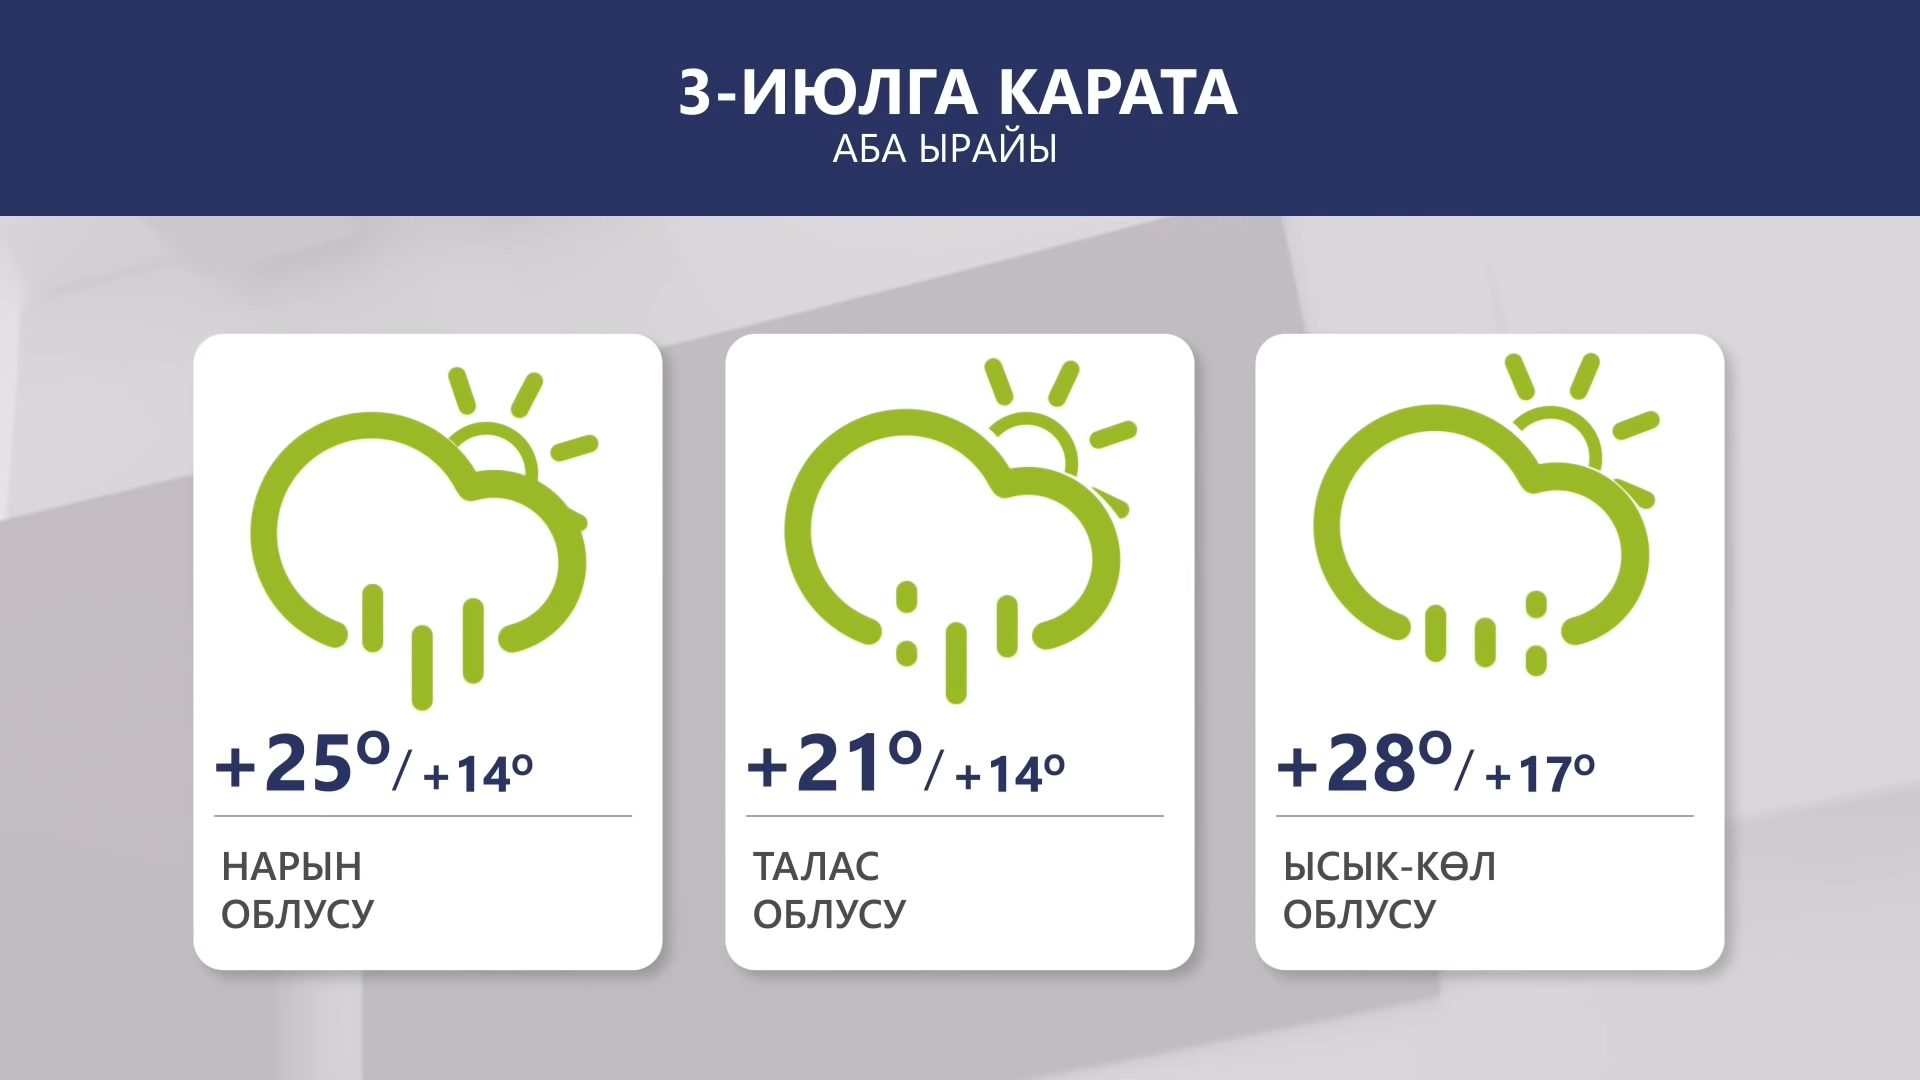 3-ИЮЛГА КАРАТА
АБА ЫРАЙЫ
+25°/ +14°
НАРЫН
ОБЛУСУ
+21°/ +14°
ТАЛАС
ОБЛУСУ
+28°/ +17°
ЫСЫК-КӨЛ
ОБЛУСУ